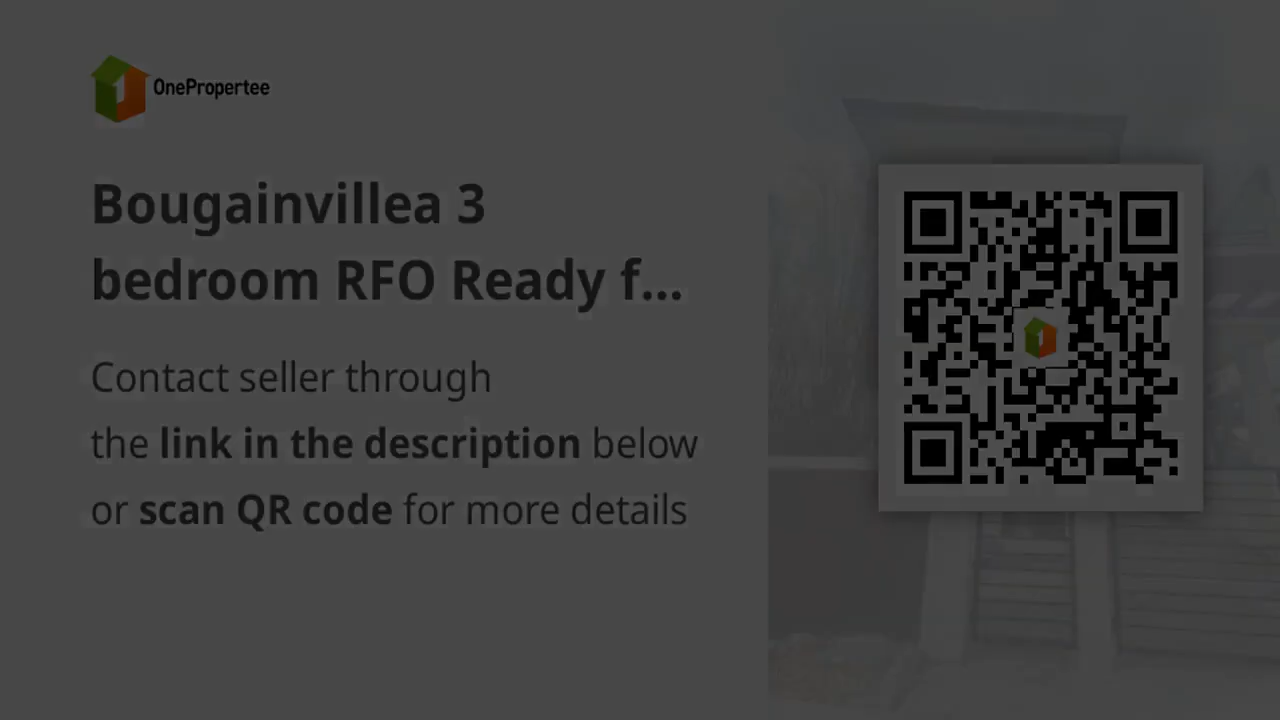 OnePropertee
Bougainvillea 3
bedroom RFO Ready f...
Contact seller through
the link in the description below
or scan QR code for more details